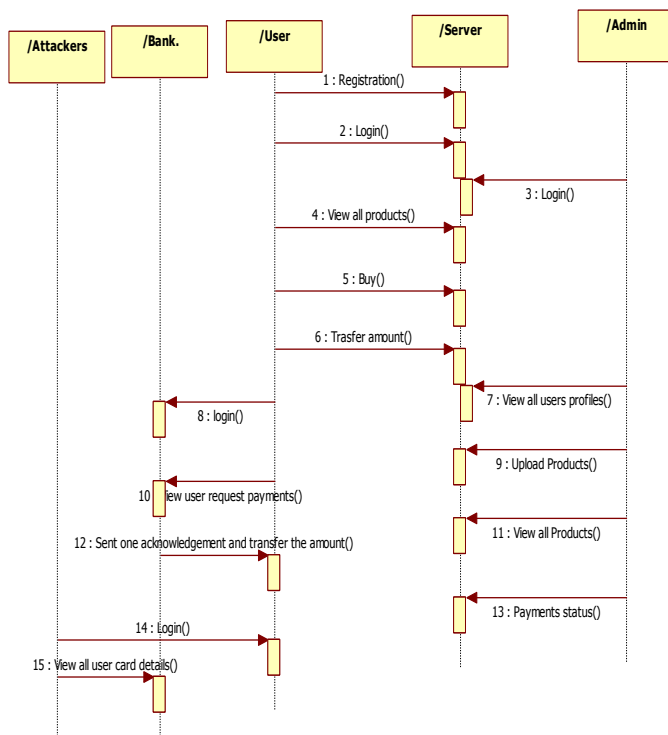 /Attackers
/Bank.
/User
/Server
/Admin
1 : Registration()
2 : Login()
3 : Login()
4 : View all products()
5 : Buy()
6 : Trasfer amount()
7 : View all users profiles()
8 : login()
9 : Upload Products()
10 iew user request payments()
11 : View all Products()
12 : Sent one acknowledgement and transfer the amount()
13 : Payments status()
14 : Login()
15 : View all user card details()